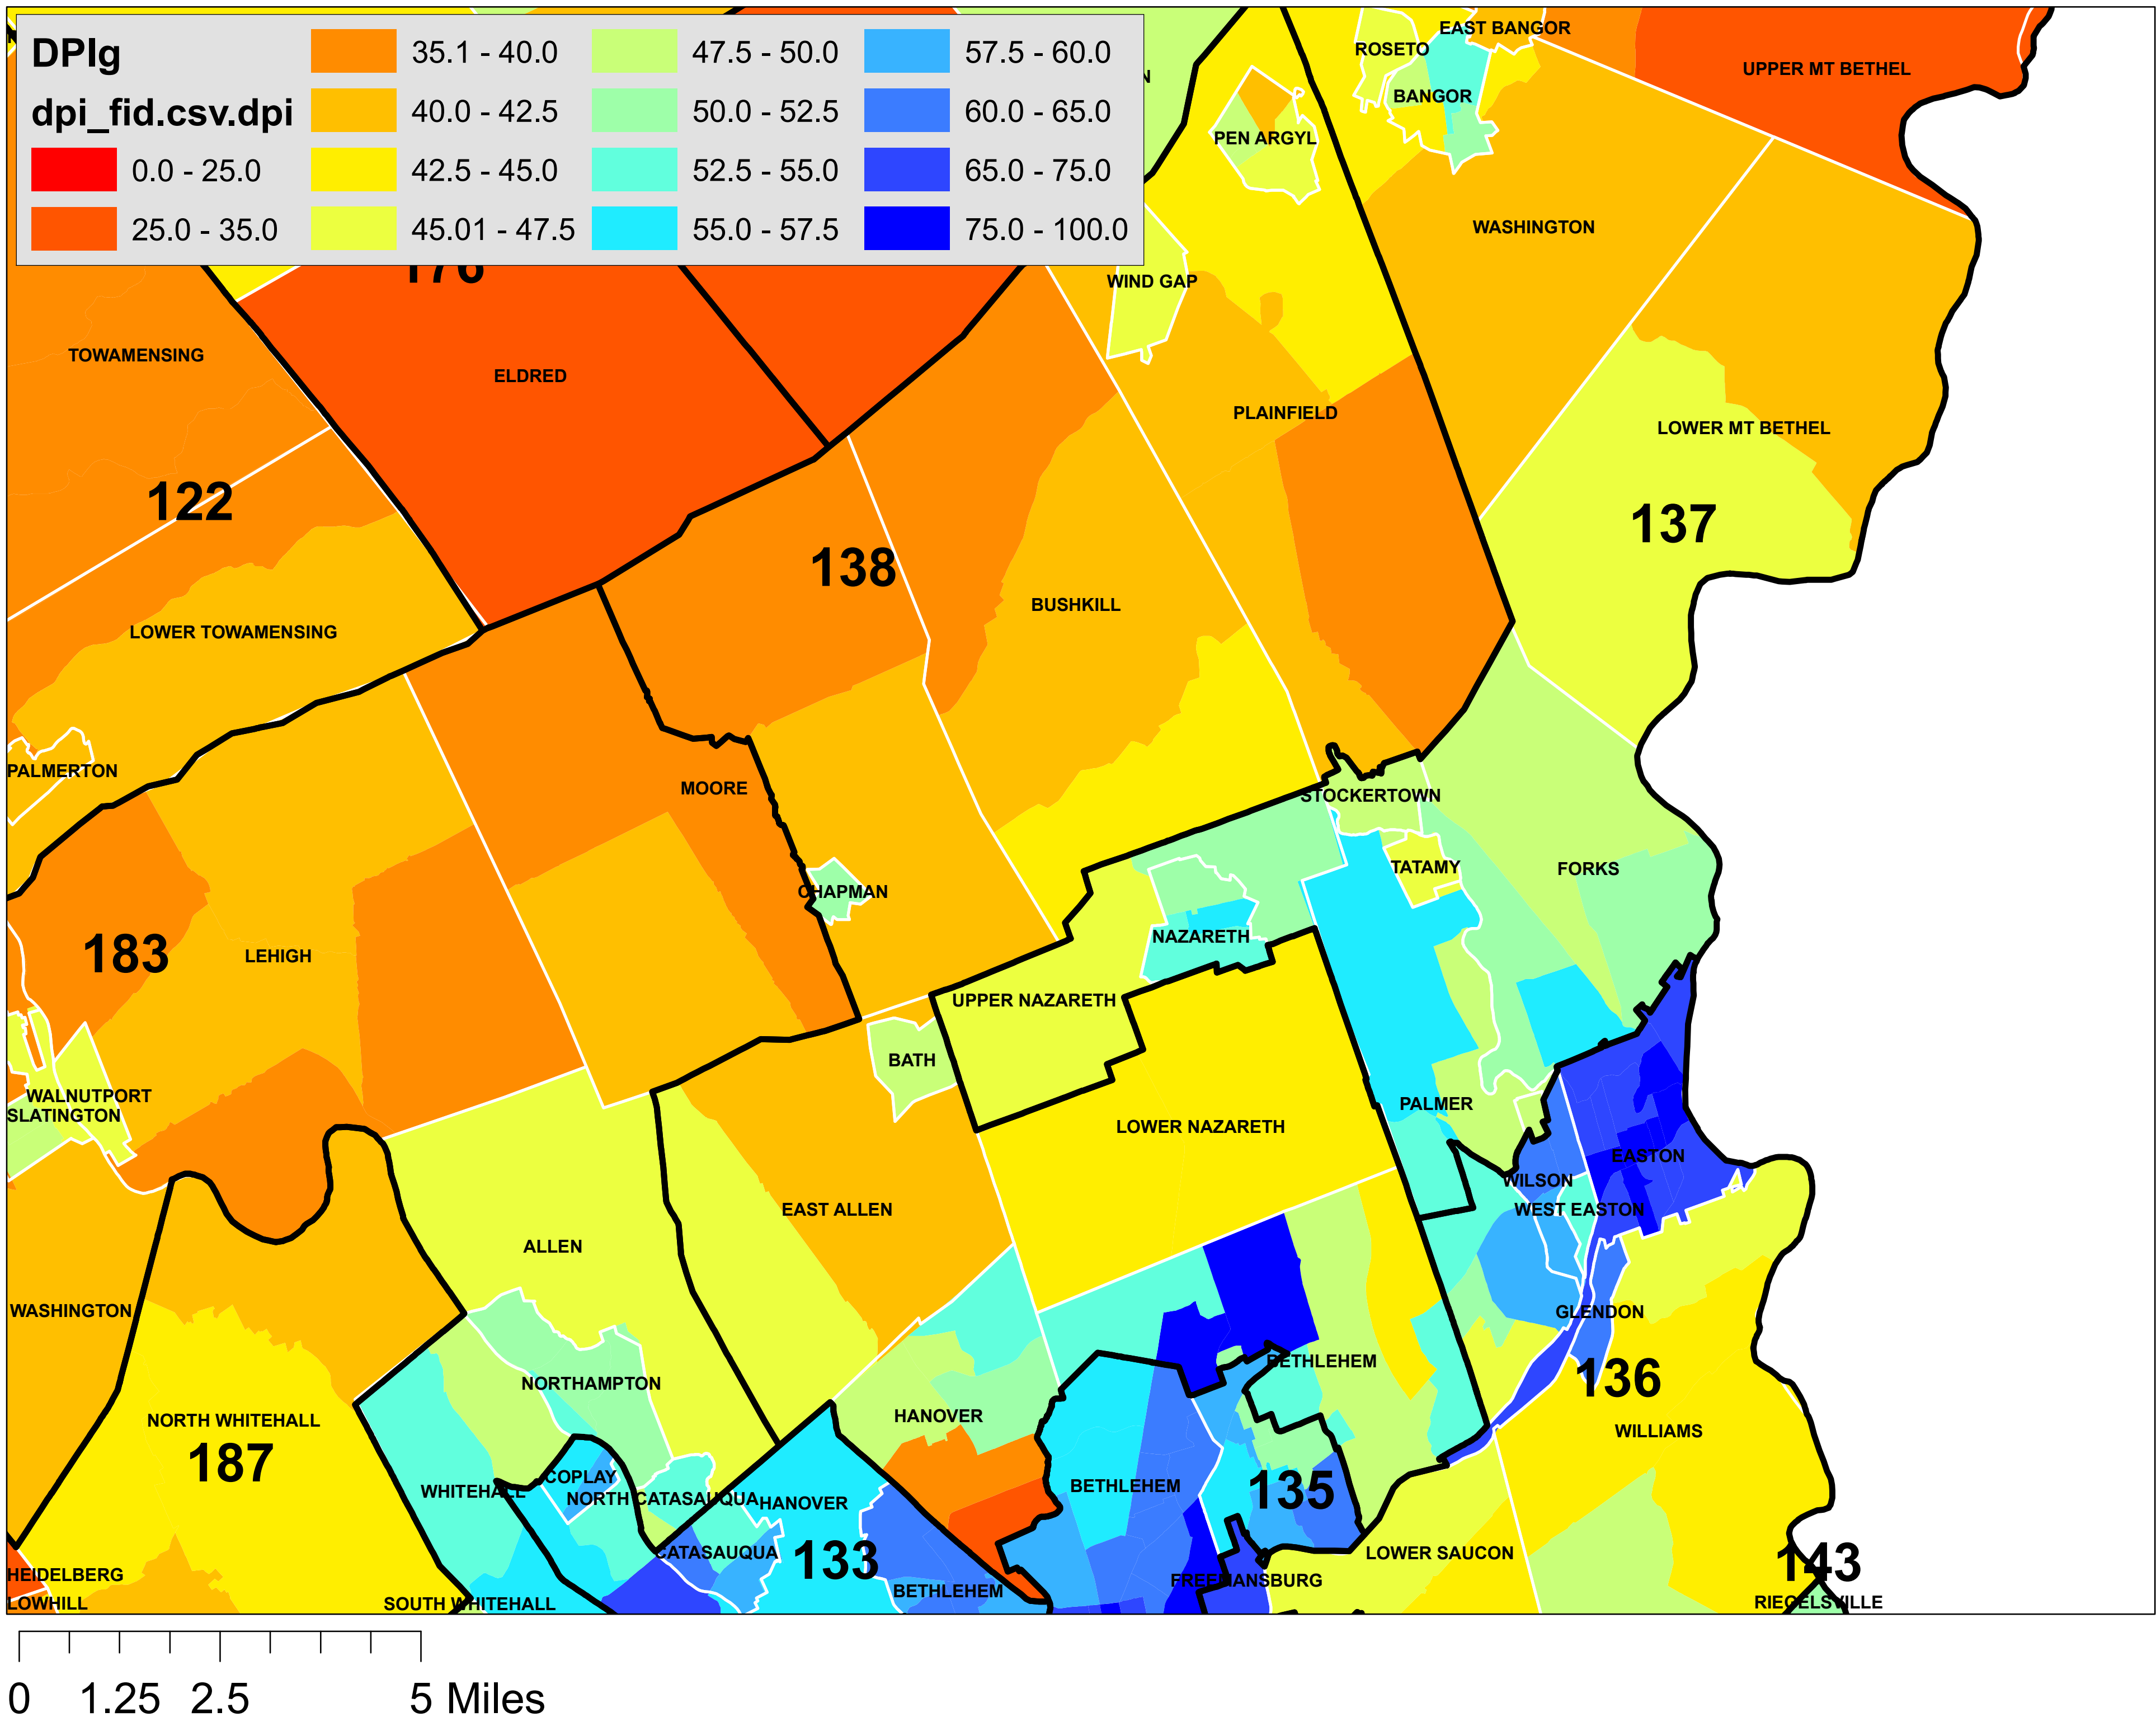 DPIg
dpi_fid.csv.dpi
0.0 - 25.0
25.0 - 35.0
35.1 - 40.0
40.0 - 42.5
42.5 - 45.0
45.01 - 47.5
47.5 - 50.0
50.0 - 52.5
52.5 - 55.0
55.0 - 57.5
57.5 - 60.0
60.0 - 65.0
65.0 - 75.0
75.0 - 100.0
EAST BANGOR
ROSETO
UPPER MT BETHEL
BANGOR
PEN ARGYL
WASHINGTON
176
WIND GAP
TOWAMENSING
ELDRED
PLAINFIELD
LOWER MT BETHEL
122
137
138
BUSHKILL
LOWER TOWAMENSING
PALMERTON
MOORE
STOCKERTOWN
TATAMY
FORKS
CHAPMAN
NAZARETH
183
LEHIGH
UPPER NAZARETH
BATH
WALNUTPORT
SLATINGTON
PALMER
LOWER NAZARETH
EASTON
WILSON
EAST ALLEN
WEST EASTON
ALLEN
WASHINGTON
GLENDON
BETHLEHEM
136
NORTHAMPTON
HANOVER
NORTH WHITEHALL
WILLIAMS
187
COPLAY
BETHLEHEM
135
WHITEHALL
NORTH CATASAUQUA
HANOVER
CATASAUQUA
133
LOWER SAUCON
143
HEIDELBERG
FREEMANSBURG
BETHLEHEM
LOWHILL
SOUTH WHITEHALL
RIEGELSVILLE
0 1.25 2.5 5 Miles